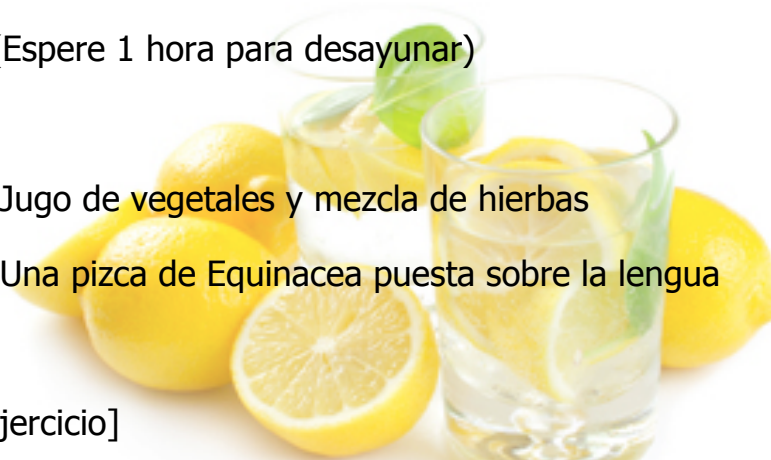 (Espere 1 hora para desayunar)
Jugo de vegetales y mezcla de hierbas
Una pizca de Equinacea puesta sobre la lengua
jercicio]